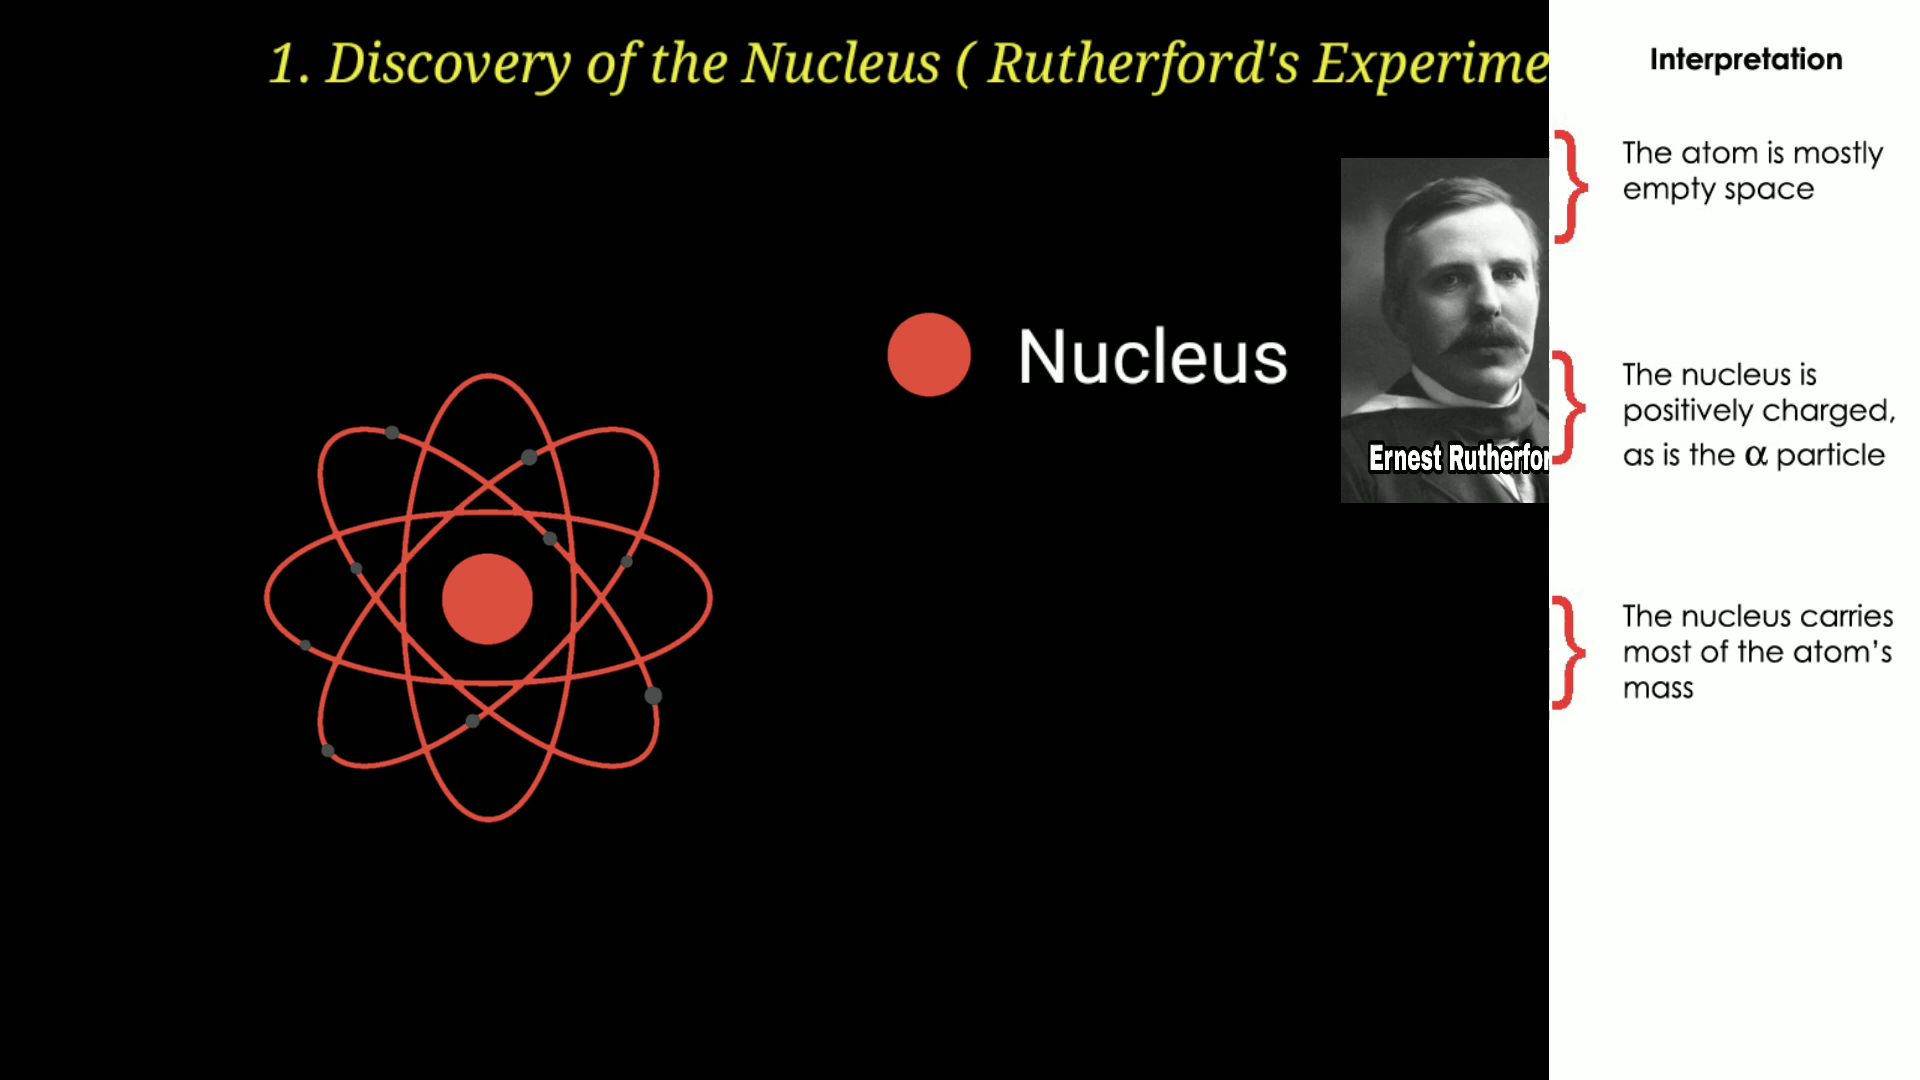 1. Discovery of the Nucleus ( Rutherford's Experime
Nucleus
Ernest Rutherfor
Interpretation
The atom is mostly
empty space
The nucleus is
positively charged,
as is the α particle
The nucleus carries
most of the atom’s
mass